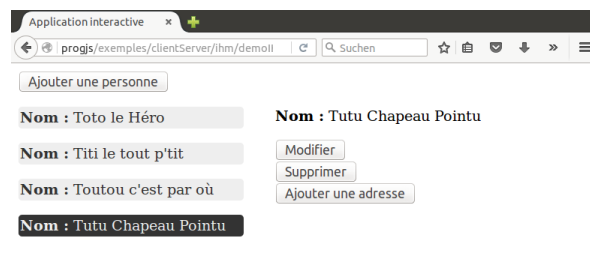 Application interactive ×
progjs/exemples/clientServer/ihm/demoII
Suchen
Ajouter une personne
Nom : Toto le Héro
Nom : Titi le tout p'tit
Nom : Toutou c'est par où
Nom : Tutu Chapeau Pointu
Nom : Tutu Chapeau Pointu
Modifier
Supprimer
Ajouter une adresse